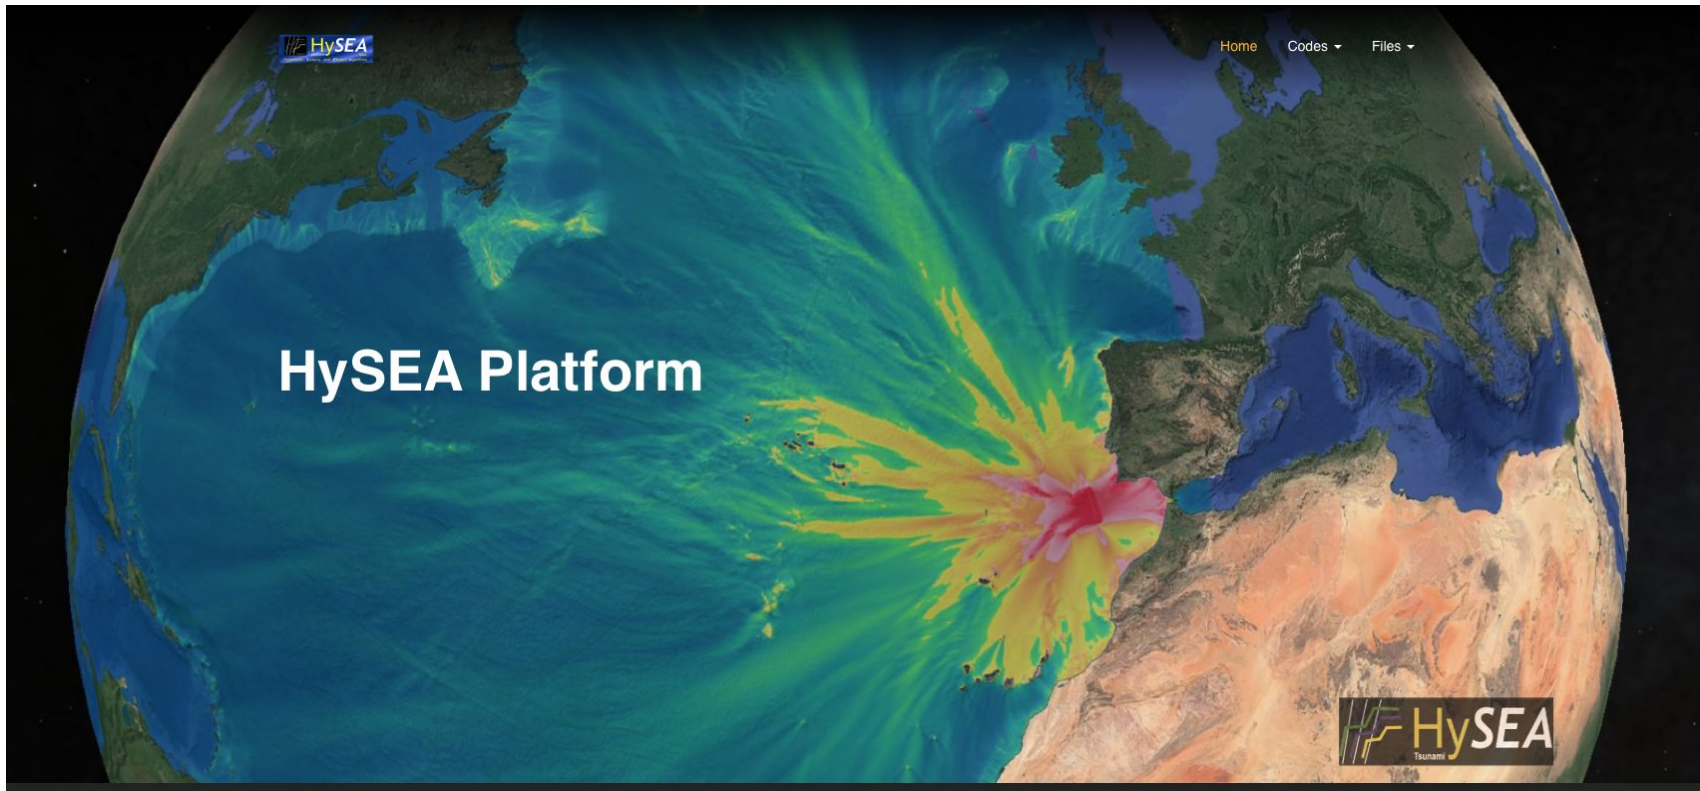 HySEA
Home
Codes
Files
HySEA Platform
HySEA
Tsunami